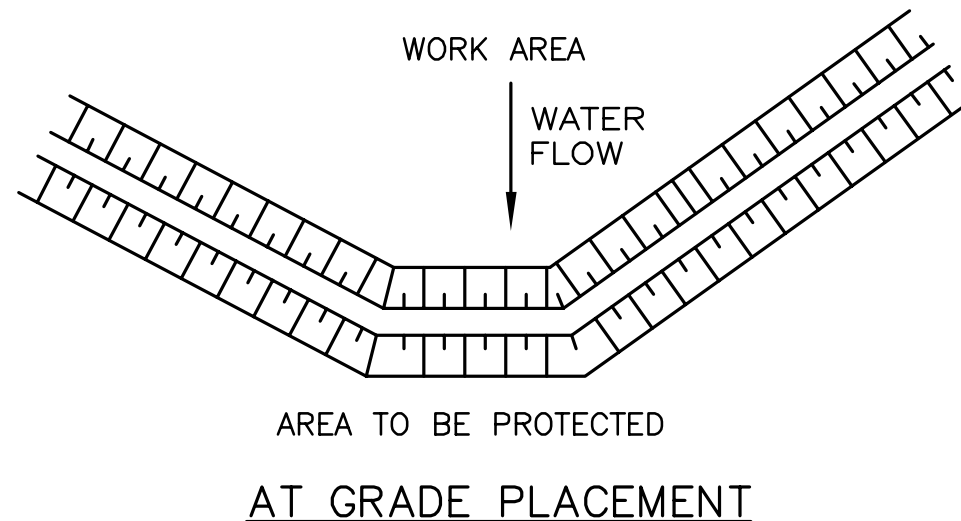 WORK AREA
WATER
FLOW
AREA TO BE PROTECTED
AT GRADE PLACEMENT